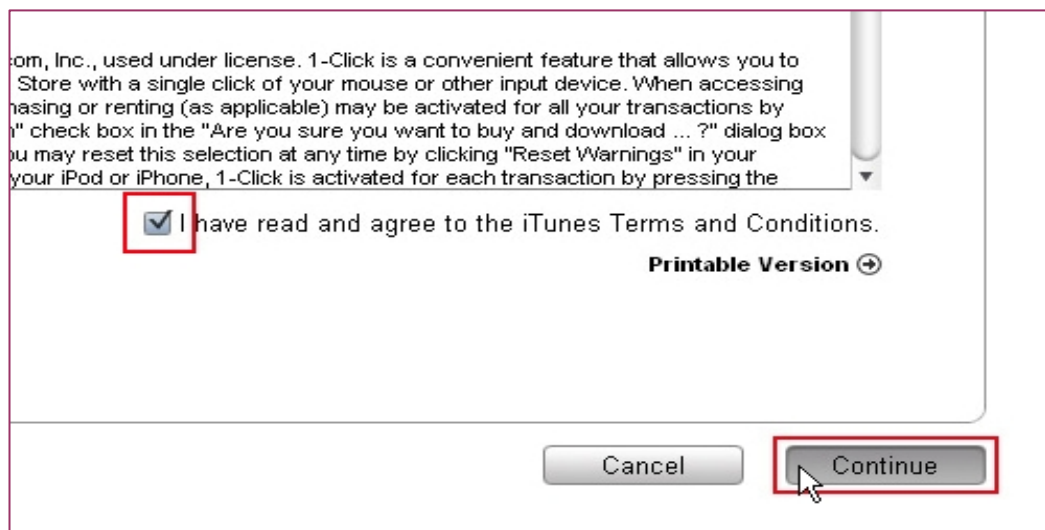 om, Inc., used under license. 1-Click is a convenient feature that allows you to
Store with a single click of your mouse or other input device. When accessing
hasing or renting (as applicable) may be activated for all your transactions by
n" check box in the "Are you sure you want to buy and download ... ?" dialog box
ou may reset this selection at any time by clicking "Reset Warnings" in your
your iPod or iPhone, 1-Click is activated for each transaction by pressing the
I have read and agree to the iTunes Terms and Conditions.
Printable Version
Cancel
Continue